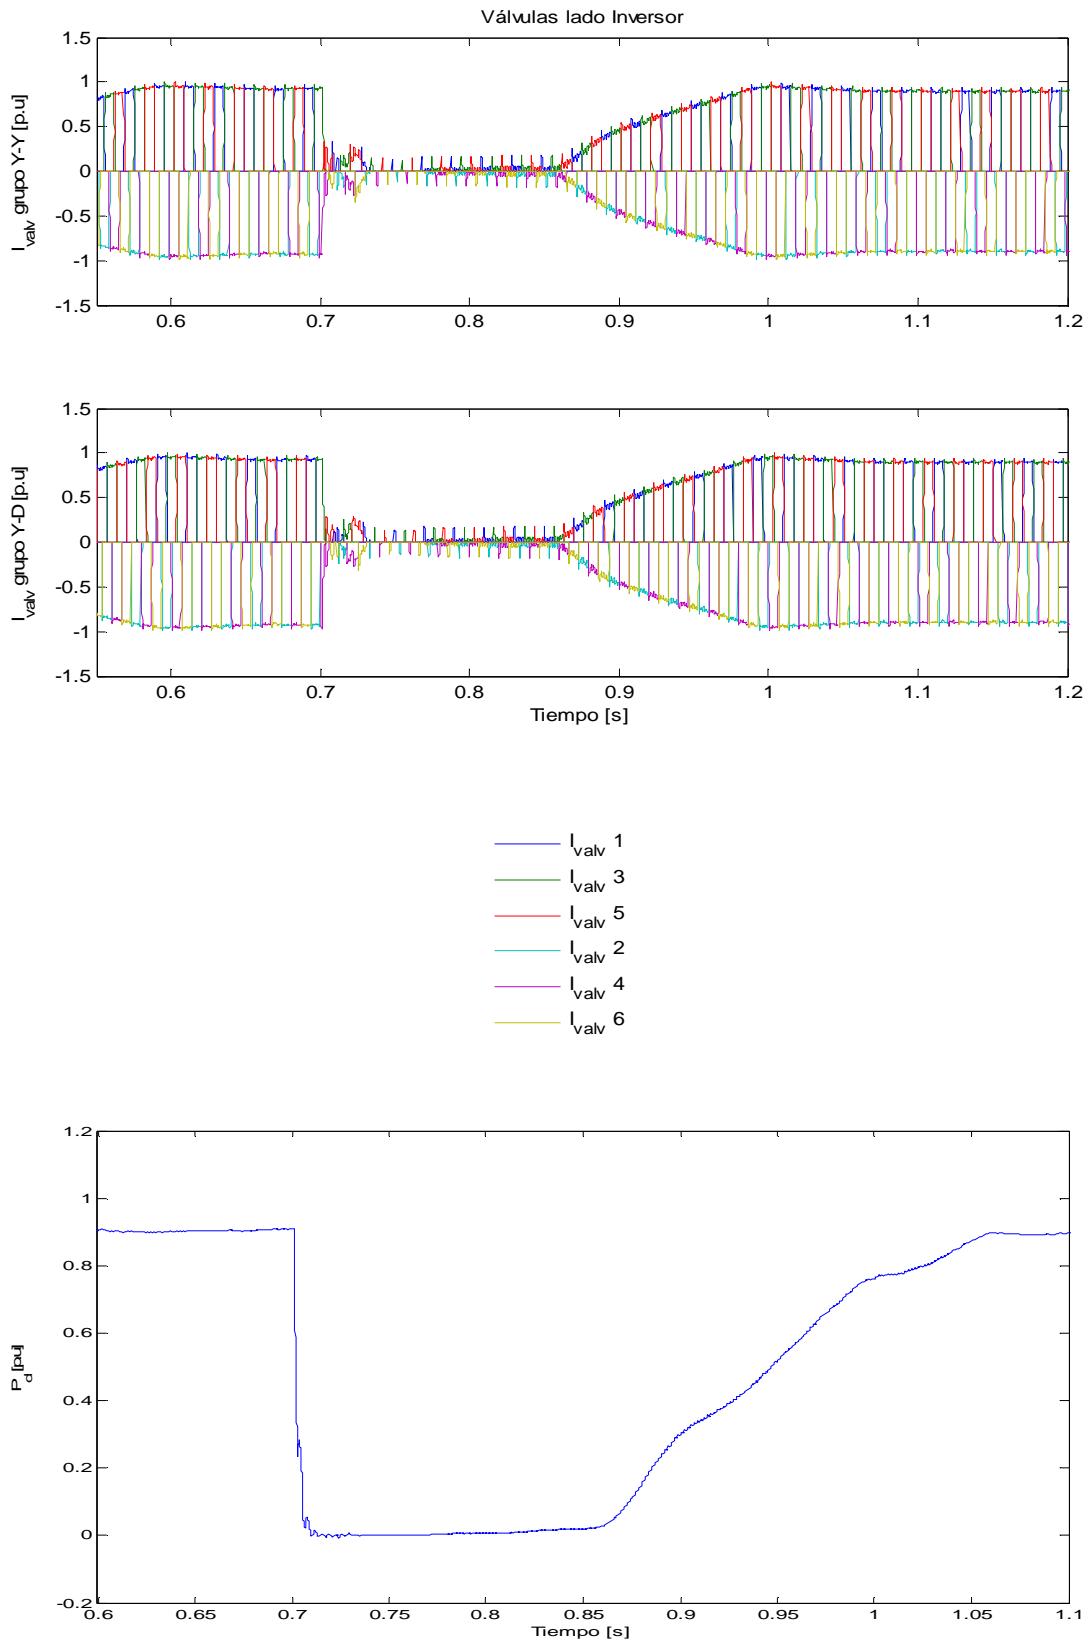 Válvulas lado Inversor
I_valv grupo Y-Y [p.u]
1.5
1
0.5
0
-0.5
-1
-1.5
0.6 0.7 0.8 0.9 1 1.1 1.2
I_valv grupo Y-D [p.u]
1.5
1
0.5
0
-0.5
-1
-1.5
0.6 0.7 0.8 0.9 1 1.1 1.2
Tiempo [s]
I_valv 1
I_valv 3
I_valv 5
I_valv 2
I_valv 4
I_valv 6
P_d [pu]
1.2
1
0.8
0.6
0.4
0.2
0
-0.2
0.6 0.65 0.7 0.75 0.8 0.85 0.9 0.95 1 1.05 1.1
Tiempo [s]